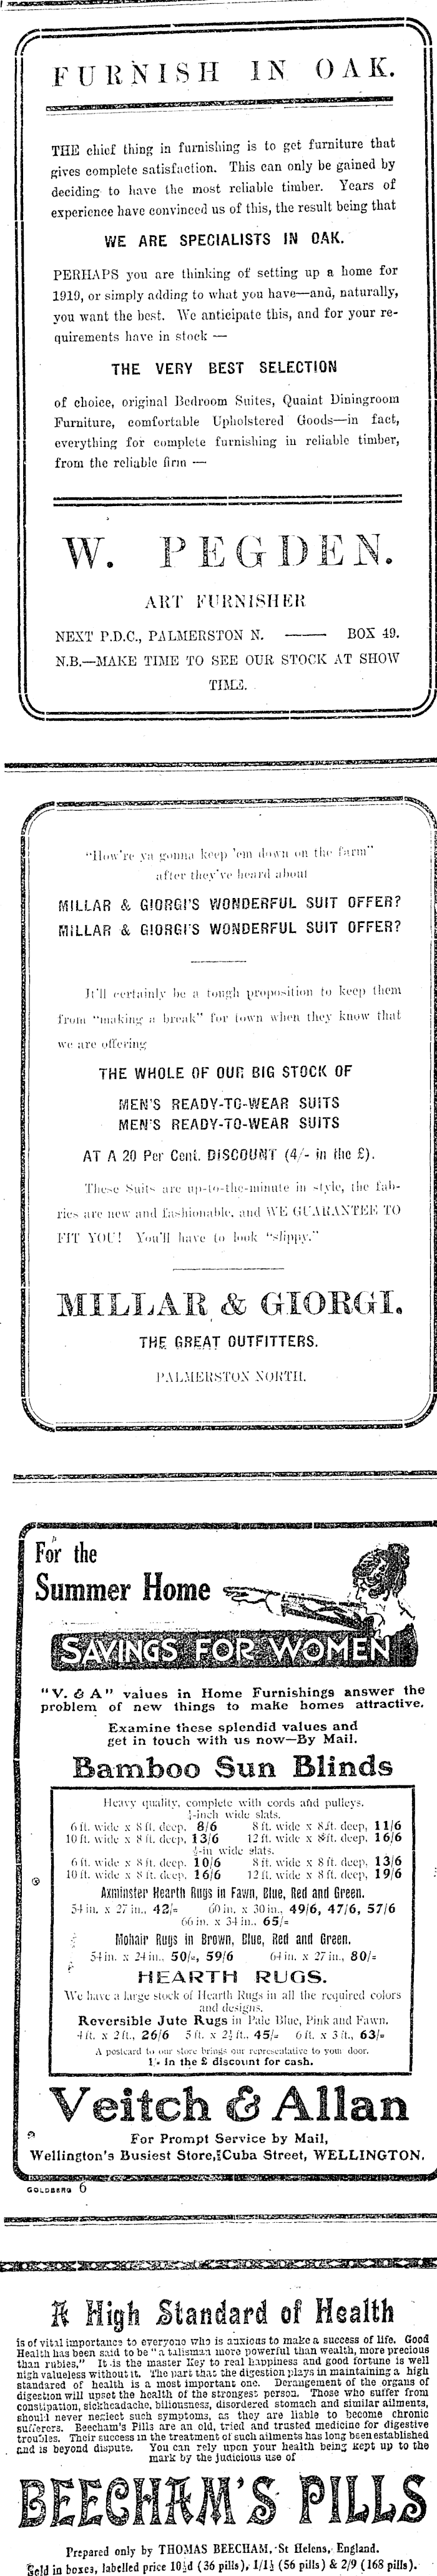 FURNISH IN OAK.
THE chief thing in furnishing is to get furniture that
gives complete satisfaction. This can only be gained by
deciding to have the most reliable timber. Years of
experience have convinced us of this, the result being that
WE ARE SPECIALISTS IN OAK.
PERHAPS you are thinking of setting up a home for
1919, or simply adding to what you have—and, naturally,
you want the best. We anticipate this, and for your re-
quirements have in stock —
THE VERY BEST SELECTION
of choice, original Bedroom Suites, Quaint Diningroom
Furniture, comfortable Upholstered Goods—in fact,
everything for complete furnishing in reliable timber,
from the reliable firm —
W. PEGDEN.
ART FURNISHER
NEXT P.D.C., PALMERSTON N. ——— BOX 49.
N.B.—MAKE TIME TO SEE OUR STOCK AT SHOW
TIME.
"How're ya gonna keep 'em down on the farm"
after they've heard about
MILLAR & GIORGI'S WONDERFUL SUIT OFFER?
MILLAR & GIORGI'S WONDERFUL SUIT OFFER?
It'll certainly be a tough proposition to keep them
from "making a break" for town when they know that
we are offering
THE WHOLE OF OUR BIG STOCK OF
MEN'S READY-TO-WEAR SUITS
MEN'S READY-TO-WEAR SUITS
AT A 20 Per Cent. DISCOUNT (4/- in the £).
These Suits are up-to-the-minute in style, the fab-
rics are new and fashionable, and WE GUARANTEE TO
FIT YOU! You'll have to look "slippy."
MILLAR & GIORGI.
THE GREAT OUTFITTERS.
PALMERSTON NORTH.
For the
Summer Home
SAVINGS FOR WOMEN
"V. & A" values in Home Furnishings answer the
problem of new things to make homes attractive.
Examine these splendid values and
get in touch with us now—By Mail.
Bamboo Sun Blinds
Heavy quality, complete with cords and pulleys.
¼-inch wide slats.
6 ft. wide x 8 ft. deep, 8/6 8 ft. wide x 8 ft. deep, 11/6
10 ft. wide x 8 ft. deep, 13/6 12 ft. wide x 8 ft. deep, 16/6
⅛-in wide slats.
6 ft. wide x 8 ft. deep, 10/6 8 ft. wide x 8 ft. deep, 13/6
10 ft. wide x 8 ft. deep, 16/6 12 ft. wide x 8 ft. deep, 19/6
Axminster Hearth Rugs in Fawn, Blue, Red and Green.
54 in. x 27 in., 42/= 60 in. x 30 in., 49/6, 47/6, 57/6
66 in. x 34 in., 65/=
Mohair Rugs in Brown, Blue, Red and Green.
54 in. x 24 in., 50/=, 59/6 64 in. x 27 in., 80/=
HEARTH RUGS.
We have a large stock of Hearth Rugs in all the required colors
and designs.
Reversible Jute Rugs in Pale Blue, Pink and Fawn.
4 ft. x 2 ft., 26/6 5 ft. x 2½ ft., 45/= 6 ft. x 3 ft., 63/=
A postcard to our store brings our representative to your door.
1/- in the £ discount for cash.
Veitch & Allan
For Prompt Service by Mail,
Wellington's Busiest Store, Cuba Street, WELLINGTON.
GOLDBERG 6
A High Standard of Health
is of vital importance to everyone who is anxious to make a success of life. Good
Health has been said to be "a talisman more powerful than wealth, more precious
than rubies." It is the master Key to real happiness and good fortune is well
nigh valueless without it. The part that the digestion plays in maintaining a high
standard of health is a most important one. Derangement of the organs of
digestion will upset the health of the strongest person. Those who suffer from
constipation, sick headache, biliousness, disordered stomach and similar ailments,
should never neglect such symptoms, as they are liable to become chronic
sufferers. Beecham's Pills are an old, tried and trusted medicine for digestive
troubles. Their success in the treatment of such ailments has long been established
and is beyond dispute. You can rely upon your health being kept up to the
mark by the judicious use of
BEECHAM'S PILLS
Prepared only by THOMAS BEECHAM, St Helens, England.
Sold in boxes, labelled price 10½d (36 pills), 1/1½ (56 pills) & 2/9 (168 pills).